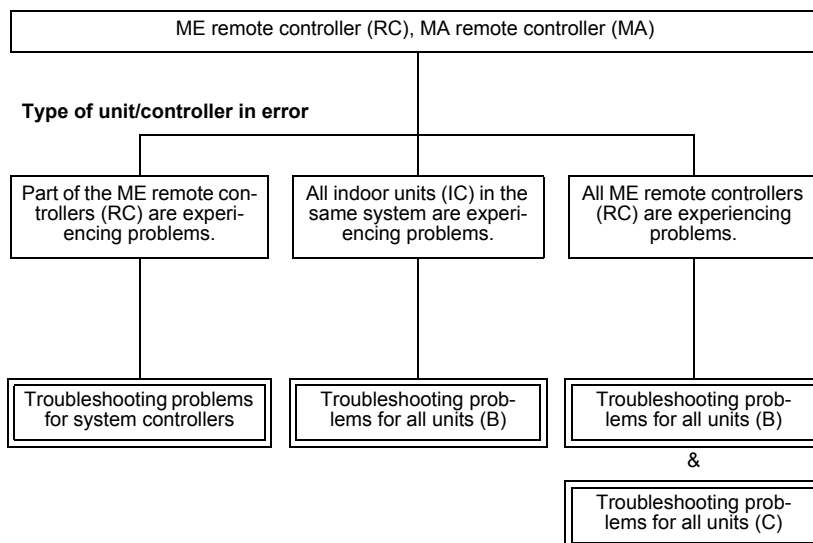 ME remote controller (RC), MA remote controller (MA)
Type of unit/controller in error
Part of the ME remote con-
trollers (RC) are experi-
encing problems.
All indoor units (IC) in the
same system are experi-
encing problems.
All ME remote controllers
(RC) are experiencing
problems.
Troubleshooting problems
for system controllers
Troubleshooting prob-
lems for all units (B)
Troubleshooting prob-
lems for all units (B)
&
Troubleshooting prob-
lems for all units (C)